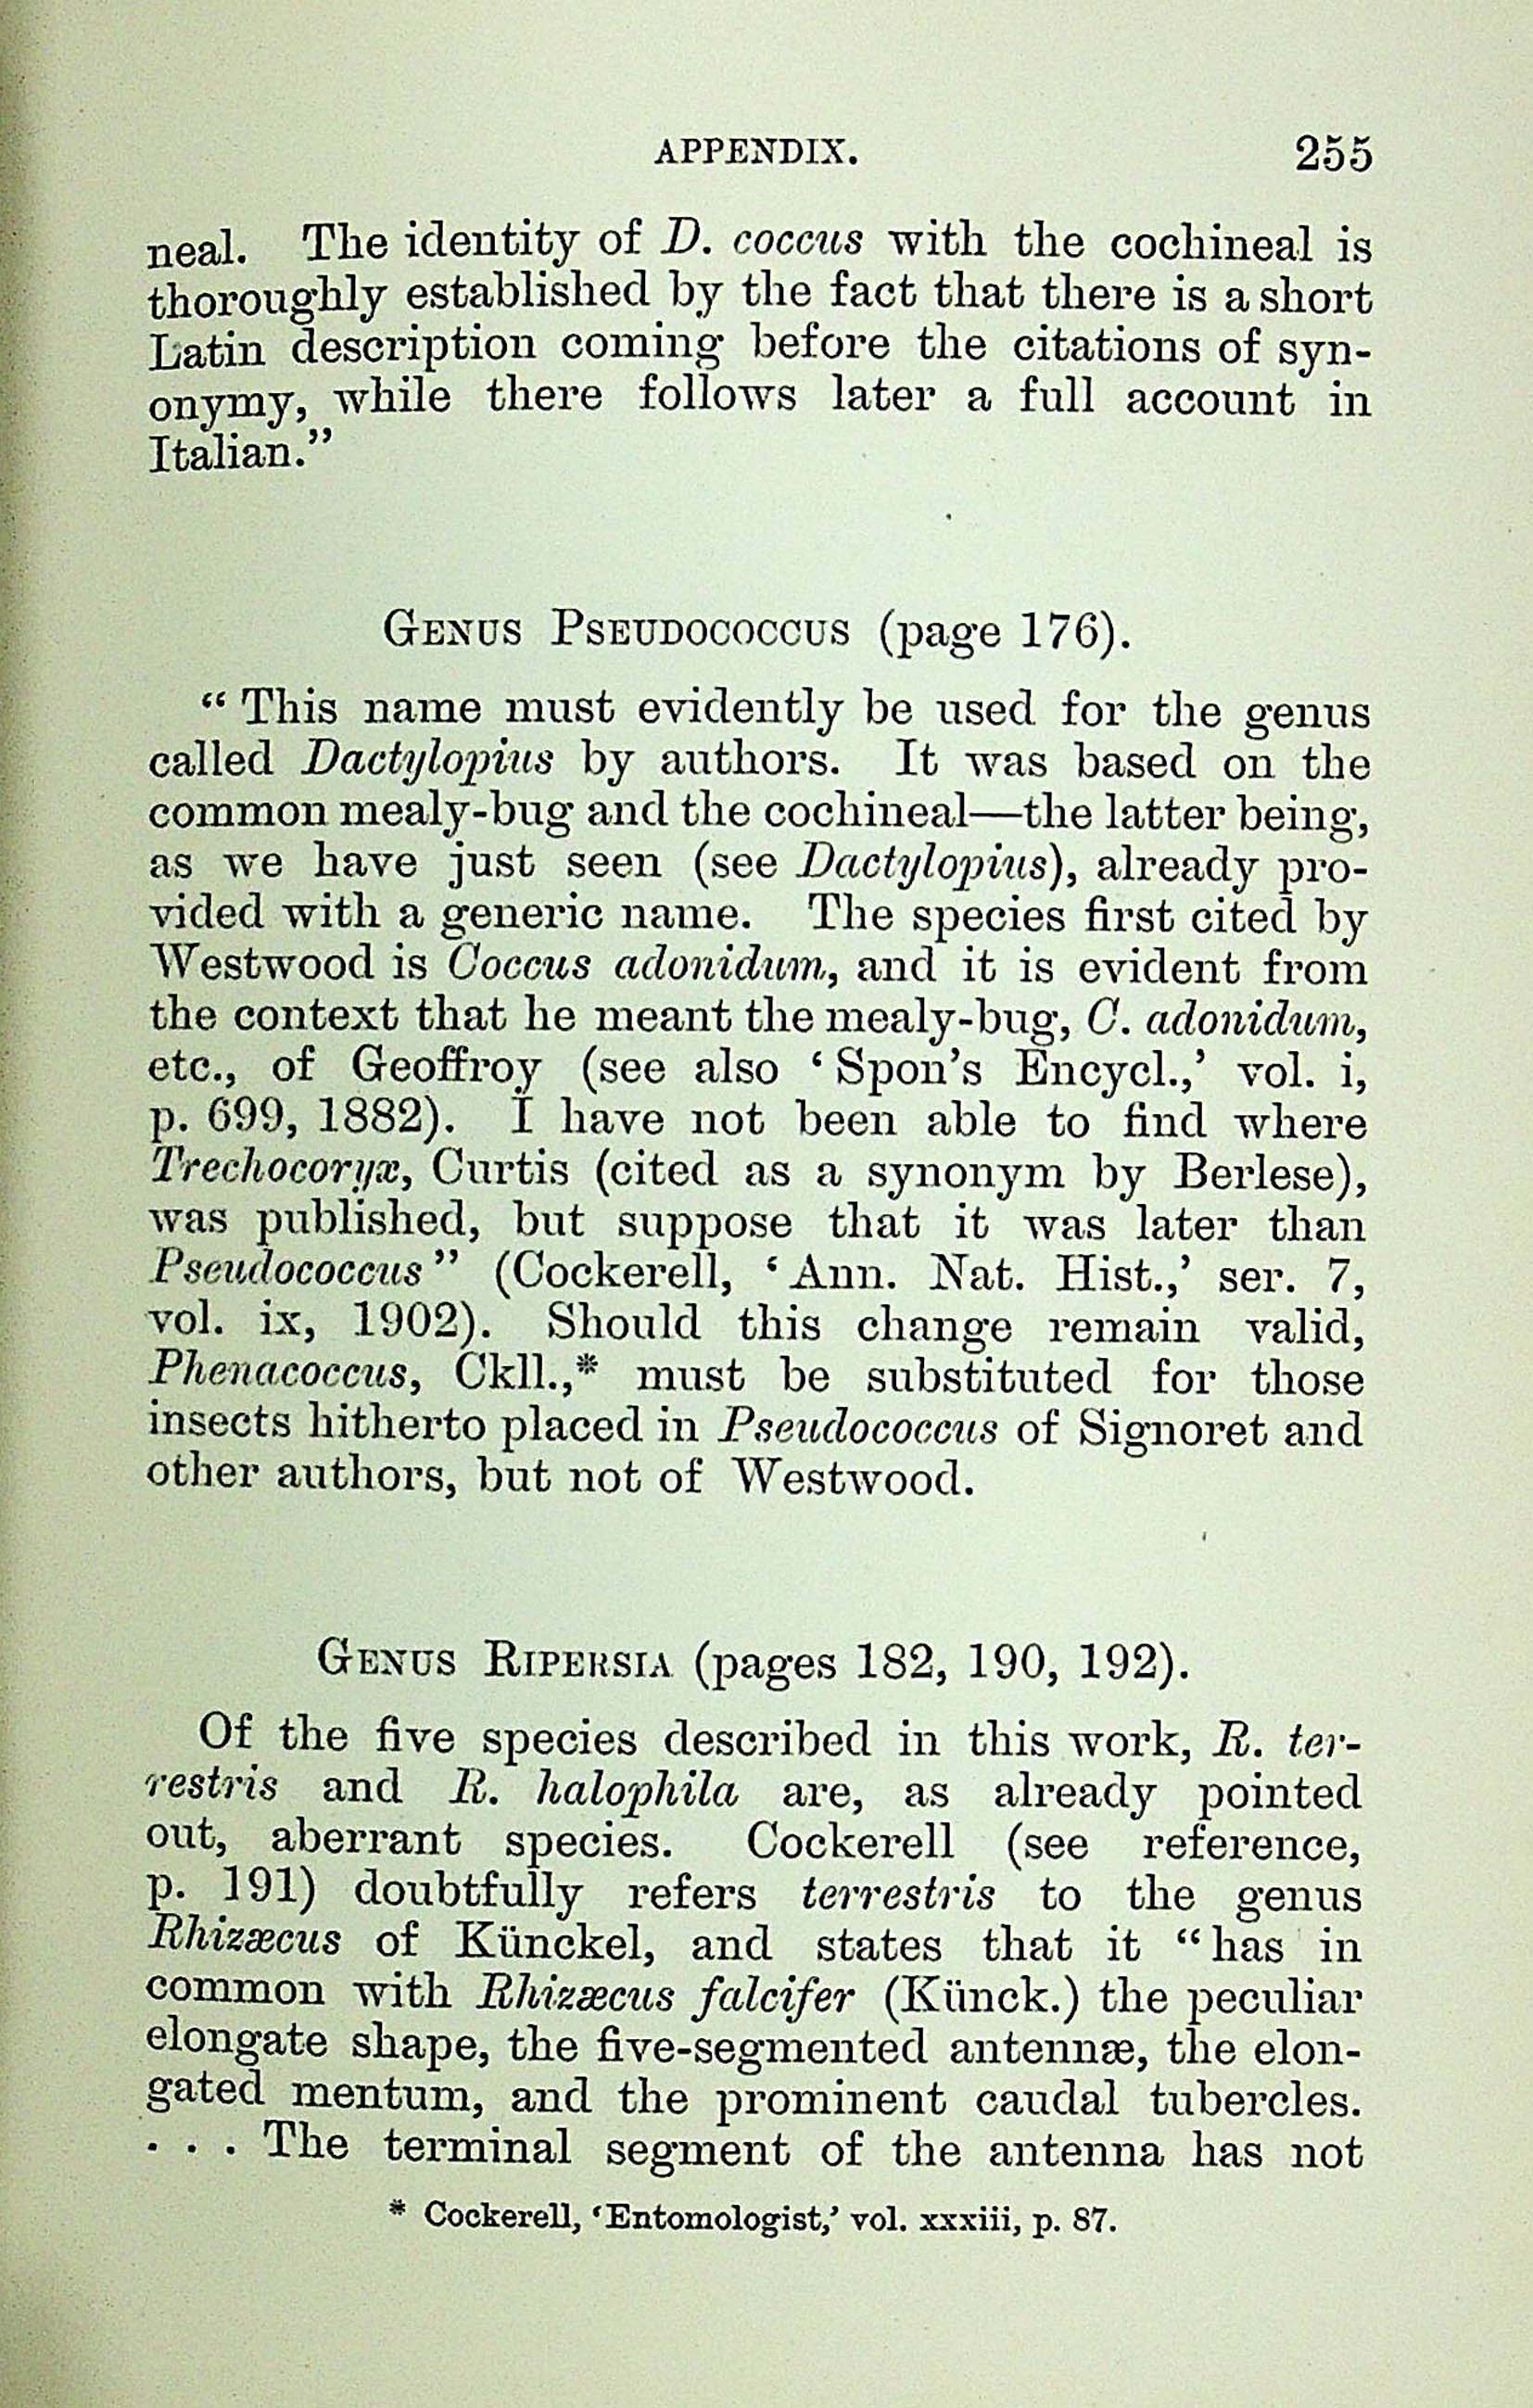 APPENDIX. 255
neal. The identity of D. coccus with the cochineal is
thoroughly established by the fact that there is a short
Latin description coming before the citations of syn-
onymy, while there follows later a full account in
Italian.”
GENUS PSEUDOCOCCUS (page 176).
“ This name must evidently be used for the genus
called Dactylopius by authors. It was based on the
common mealy-bug and the cochineal—the latter being,
as we have just seen (see Dactylopius), already pro-
vided with a generic name. The species first cited by
Westwood is Coccus adonidum, and it is evident from
the context that he meant the mealy-bug, C. adonidum,
etc., of Geoffroy (see also ‘ Spon’s Encycl.,’ vol. i,
p. 699, 1882). I have not been able to find where
Trechocoryx, Curtis (cited as a synonym by Berlese),
was published, but suppose that it was later than
Pseudococcus ” (Cockerell, ‘ Ann. Nat. Hist.,’ ser. 7,
vol. ix, 1902). Should this change remain valid,
Phenacoccus, Ckll.,* must be substituted for those
insects hitherto placed in Pseudococcus of Signoret and
other authors, but not of Westwood.
GENUS RIPERSIA (pages 182, 190, 192).
Of the five species described in this work, R. ter-
restris and R. halophila are, as already pointed
out, aberrant species. Cockerell (see reference,
p. 191) doubtfully refers terrestris to the genus
Rhizæcus of Künckel, and states that it “ has in
common with Rhizæcus falcifer (Künck.) the peculiar
elongate shape, the five-segmented antennæ, the elon-
gated mentum, and the prominent caudal tubercles.
. . . The terminal segment of the antenna has not
* Cockerell, ‘Entomologist,’ vol. xxxiii, p. 87.